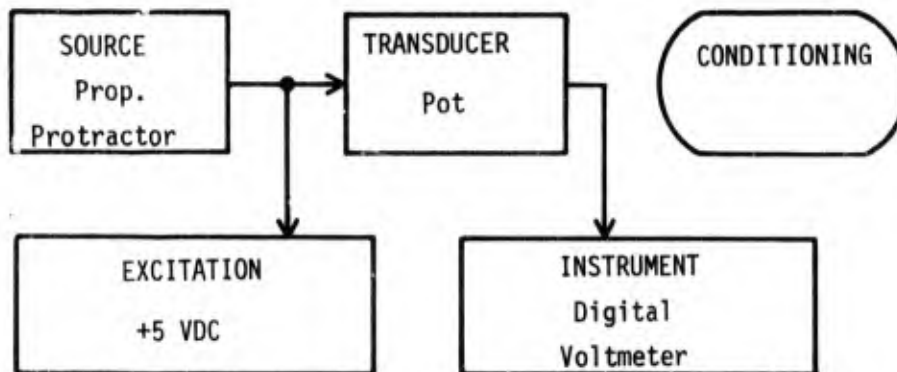 SOURCE
Prop.
Protractor
TRANSDUCER
Pot
CONDITIONING
EXCITATION
+5 VDC
INSTRUMENT
Digital
Voltmeter